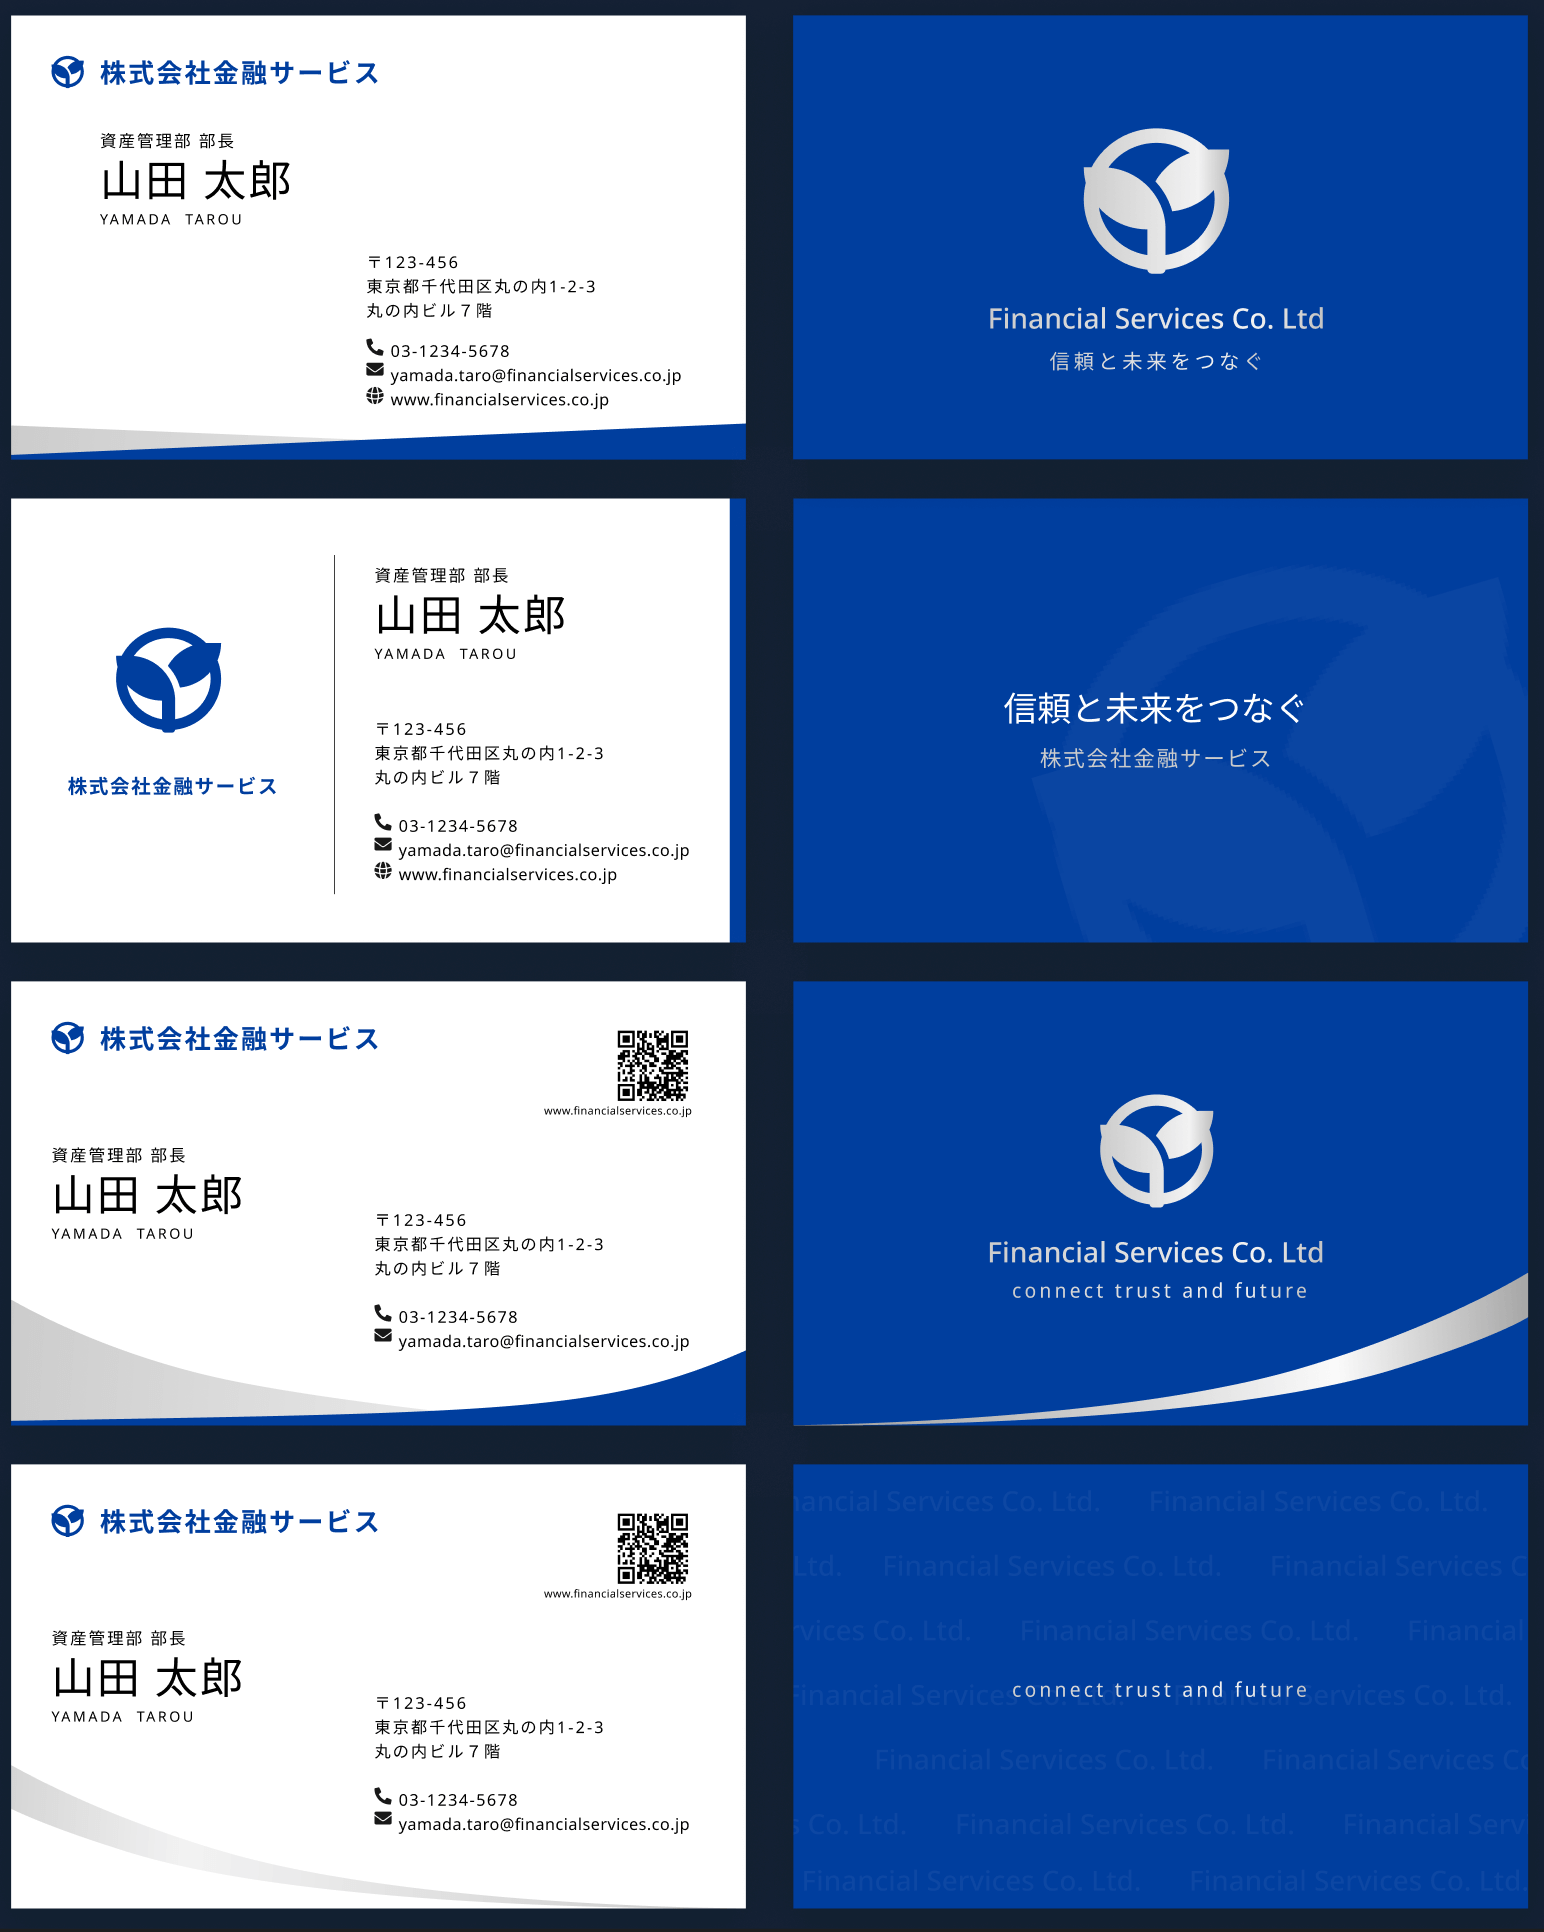 株式会社金融サービス
資産管理部 部長
山田 太郎
YAMADA TAROU
〒123-456
東京都千代田区丸の内1-2-3
丸の内ビル７階
03-1234-5678
yamada.taro@financialservices.co.jp
www.financialservices.co.jp
Financial Services Co. Ltd
信頼と未来をつなぐ
株式会社金融サービス
資産管理部 部長
山田 太郎
YAMADA TAROU
〒123-456
東京都千代田区丸の内1-2-3
丸の内ビル７階
03-1234-5678
yamada.taro@financialservices.co.jp
www.financialservices.co.jp
信頼と未来をつなぐ
株式会社金融サービス
株式会社金融サービス
www.financialservices.co.jp
資産管理部 部長
山田 太郎
YAMADA TAROU
〒123-456
東京都千代田区丸の内1-2-3
丸の内ビル７階
03-1234-5678
yamada.taro@financialservices.co.jp
Financial Services Co. Ltd
connect trust and future
株式会社金融サービス
www.financialservices.co.jp
資産管理部 部長
山田 太郎
YAMADA TAROU
〒123-456
東京都千代田区丸の内1-2-3
丸の内ビル７階
03-1234-5678
yamada.taro@financialservices.co.jp
ancial Services Co. Ltd. Financial Services Co. Ltd.
Ltd. Financial Services Co. Ltd. Financial Services C
vices Co. Ltd. Financial Services Co. Ltd. Financial
connect trust and future
Financial Services Co. Ltd. Financial Services Co. Ltd.
Financial Services Co. Ltd. Financial Services Co
s Co. Ltd. Financial Services Co. Ltd. Financial Serv
Financial Services Co. Ltd. Financial Services Co. Ltd.